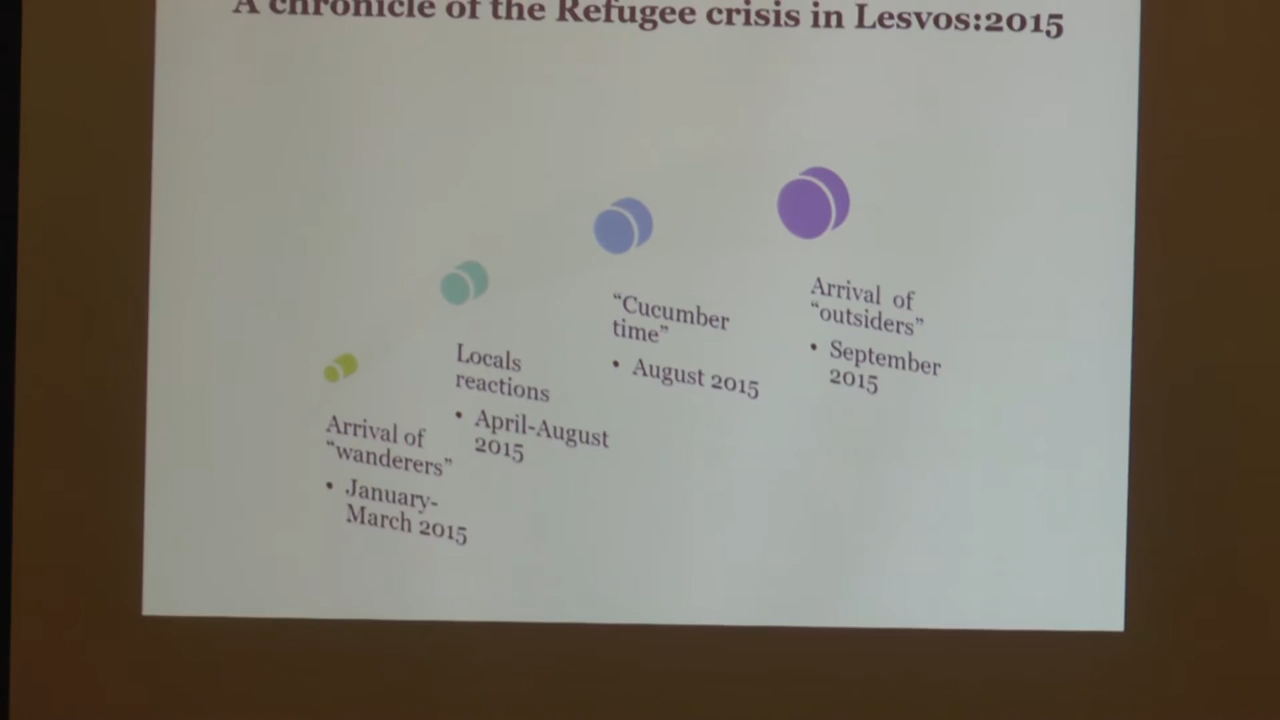 A chronicle of the Refugee crisis in Lesvos:2015
Arrival of
“wanderers”
• January-
March 2015
Locals
reactions
• April-August
2015
“Cucumber
time”
• August 2015
Arrival of
“outsiders”
• September
2015